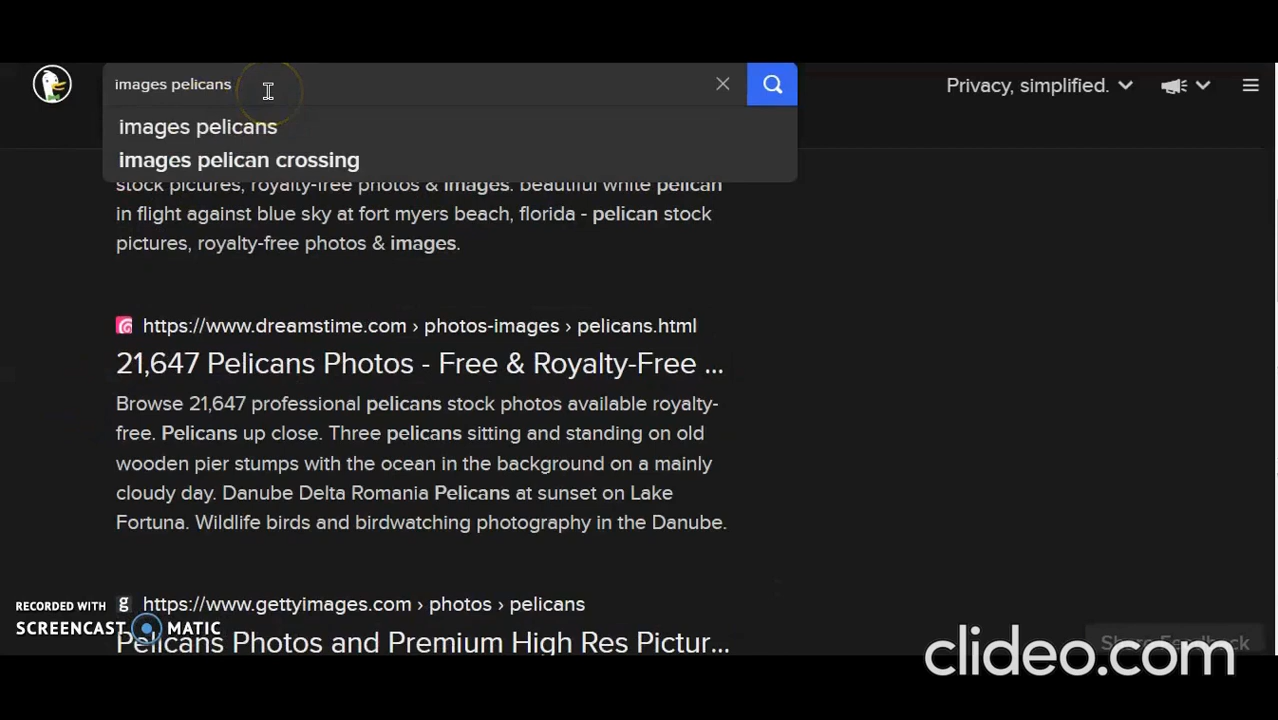 images pelicans
Privacy, simplified.
images pelicans
images pelican crossing
stock pictures, royalty-free photos & images. beautiful white pelican
in flight against blue sky at fort myers beach, florida - pelican stock
pictures, royalty-free photos & images.
https://www.dreamstime.com › photos-images › pelicans.html
21,647 Pelicans Photos - Free & Royalty-Free ...
Browse 21,647 professional pelicans stock photos available royalty-
free. Pelicans up close. Three pelicans sitting and standing on old
wooden pier stumps with the ocean in the background on a mainly
cloudy day. Danube Delta Romania Pelicans at sunset on Lake
Fortuna. Wildlife birds and birdwatching photography in the Danube.
g https://www.gettyimages.com › photos › pelicans
Pelicans Photos and Premium High Res Pictur...
RECORDED WITH
SCREENCAST MATIC
Share Feedback
clideo.com